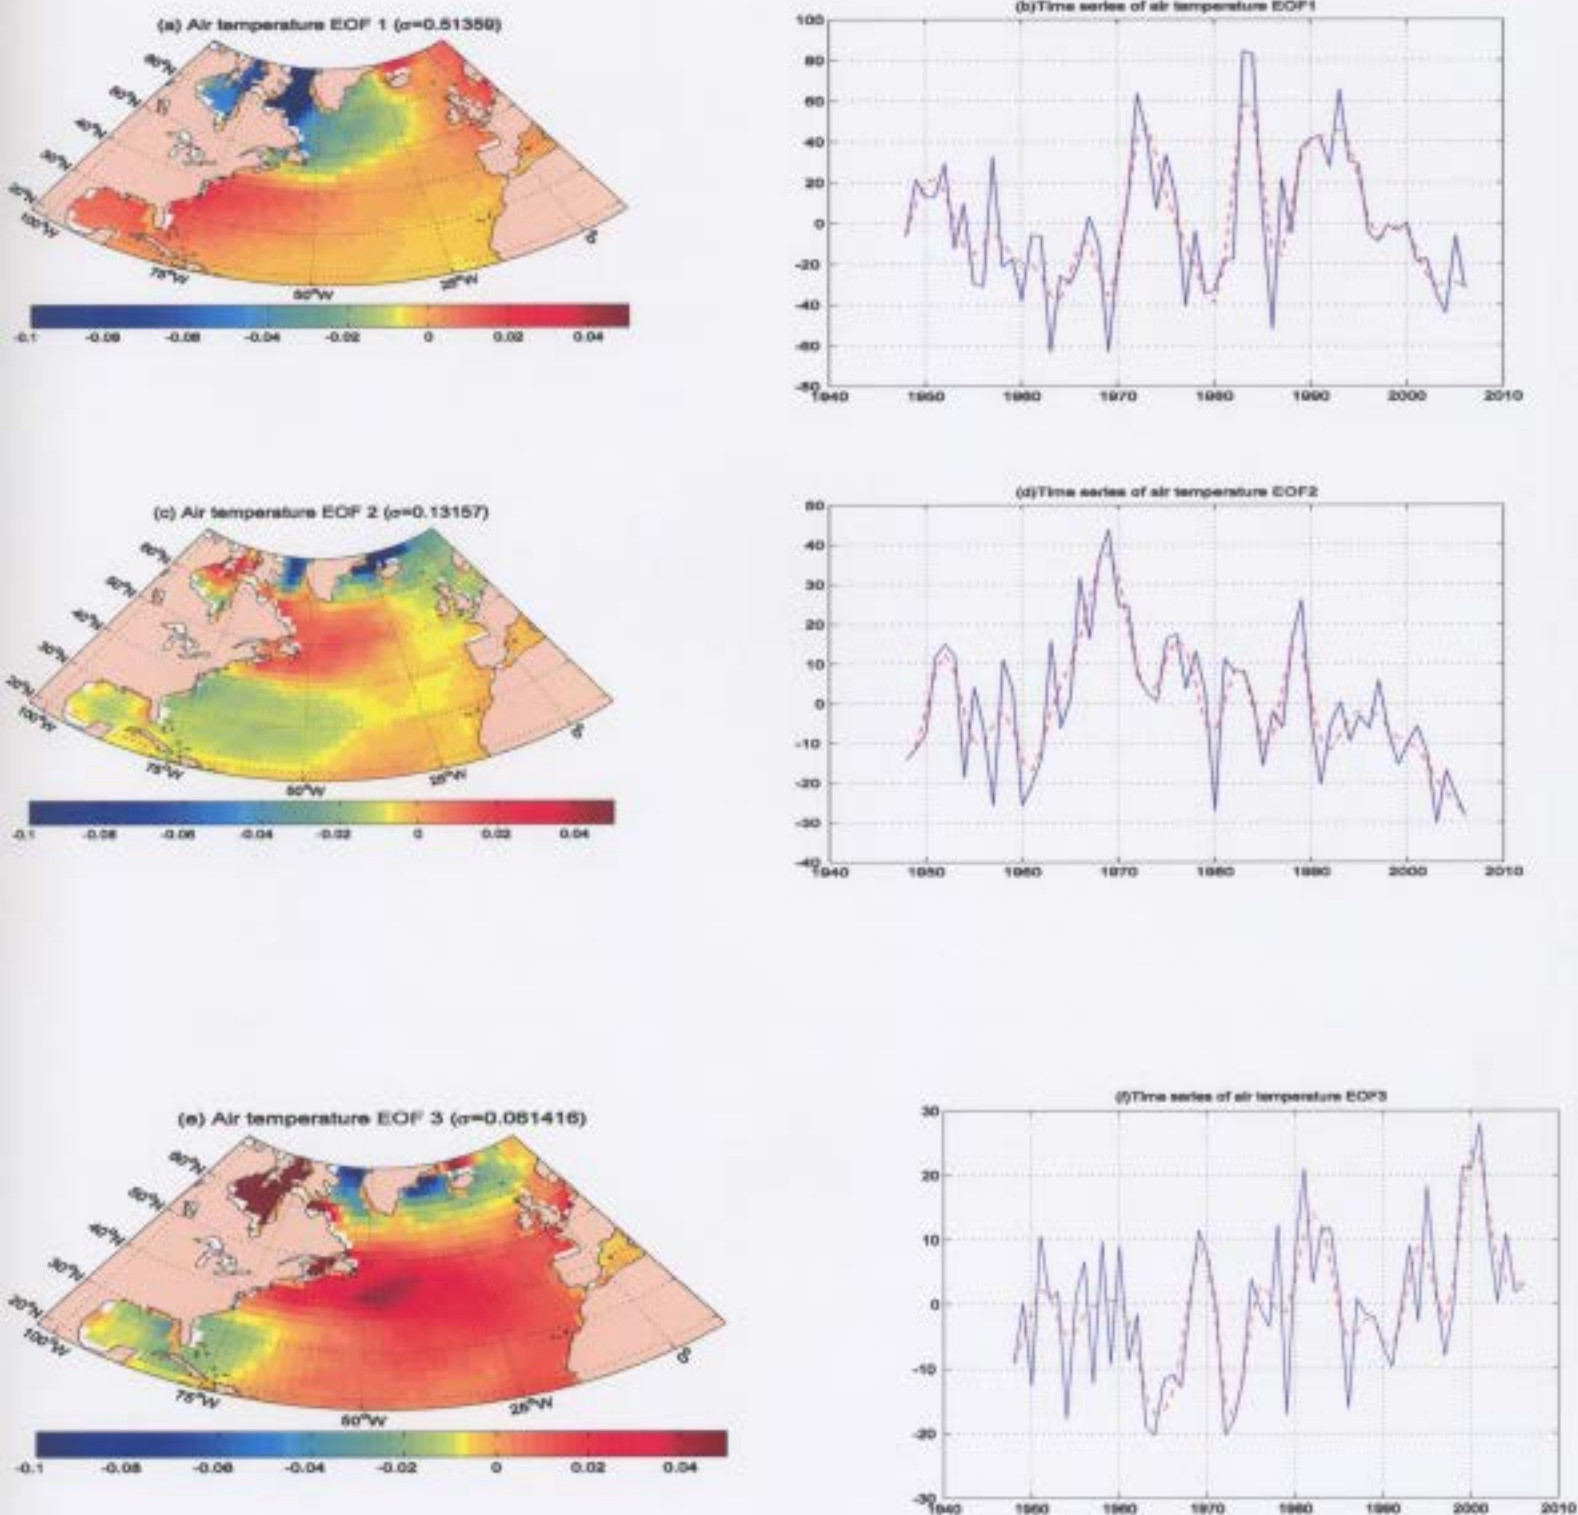 (a) Air temperature EOF 1 (σ=0.51359)
60°N
50°N
40°N
30°N
20°N
100°W
75°W
50°W
25°W
0°
-0.1 -0.08 -0.06 -0.04 -0.02 0 0.02 0.04
(b)Time series of air temperature EOF1
100
80
60
40
20
0
-20
-40
-60
-80
1940 1950 1960 1970 1980 1990 2000 2010
(c) Air temperature EOF 2 (σ=0.13157)
60°N
50°N
40°N
30°N
20°N
100°W
75°W
50°W
25°W
0°
-0.1 -0.08 -0.06 -0.04 -0.02 0 0.02 0.04
(d)Time series of air temperature EOF2
50
40
30
20
10
0
-10
-20
-30
-40
1940 1950 1960 1970 1980 1990 2000 2010
(e) Air temperature EOF 3 (σ=0.061416)
60°N
50°N
40°N
30°N
20°N
100°W
75°W
50°W
25°W
0°
-0.1 -0.08 -0.06 -0.04 -0.02 0 0.02 0.04
(f)Time series of air temperature EOF3
30
20
10
0
-10
-20
-30
1940 1950 1960 1970 1980 1990 2000 2010